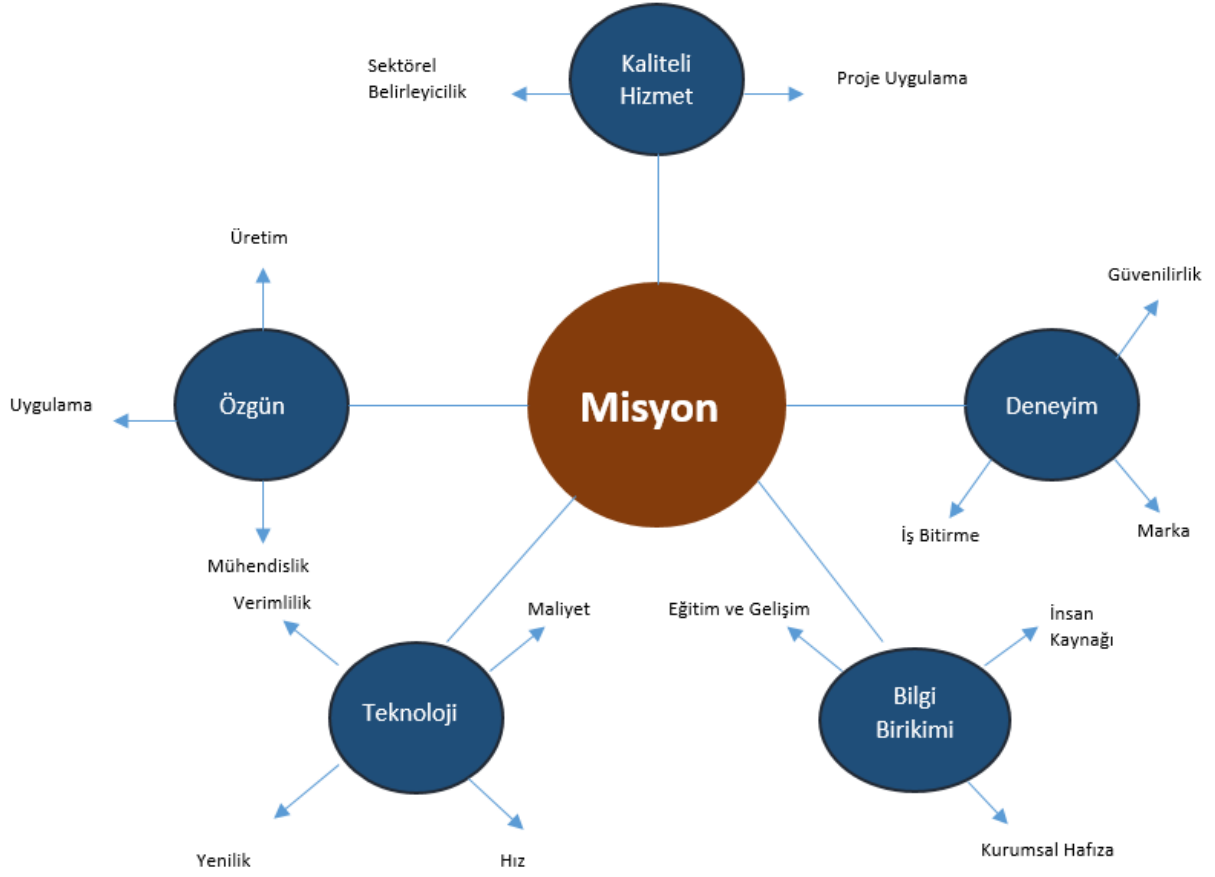 Kaliteli
Hizmet
Sektörel
Belirleyicilik
Proje Uygulama
Üretim
Güvenilirlik
Uygulama
Özgün
Misyon
Deneyim
İş Bitirme
Marka
Mühendislik
Verimlilik
Maliyet
Eğitim ve Gelişim
İnsan
Kaynağı
Teknoloji
Bilgi
Birikimi
Yenilik
Hız
Kurumsal Hafıza